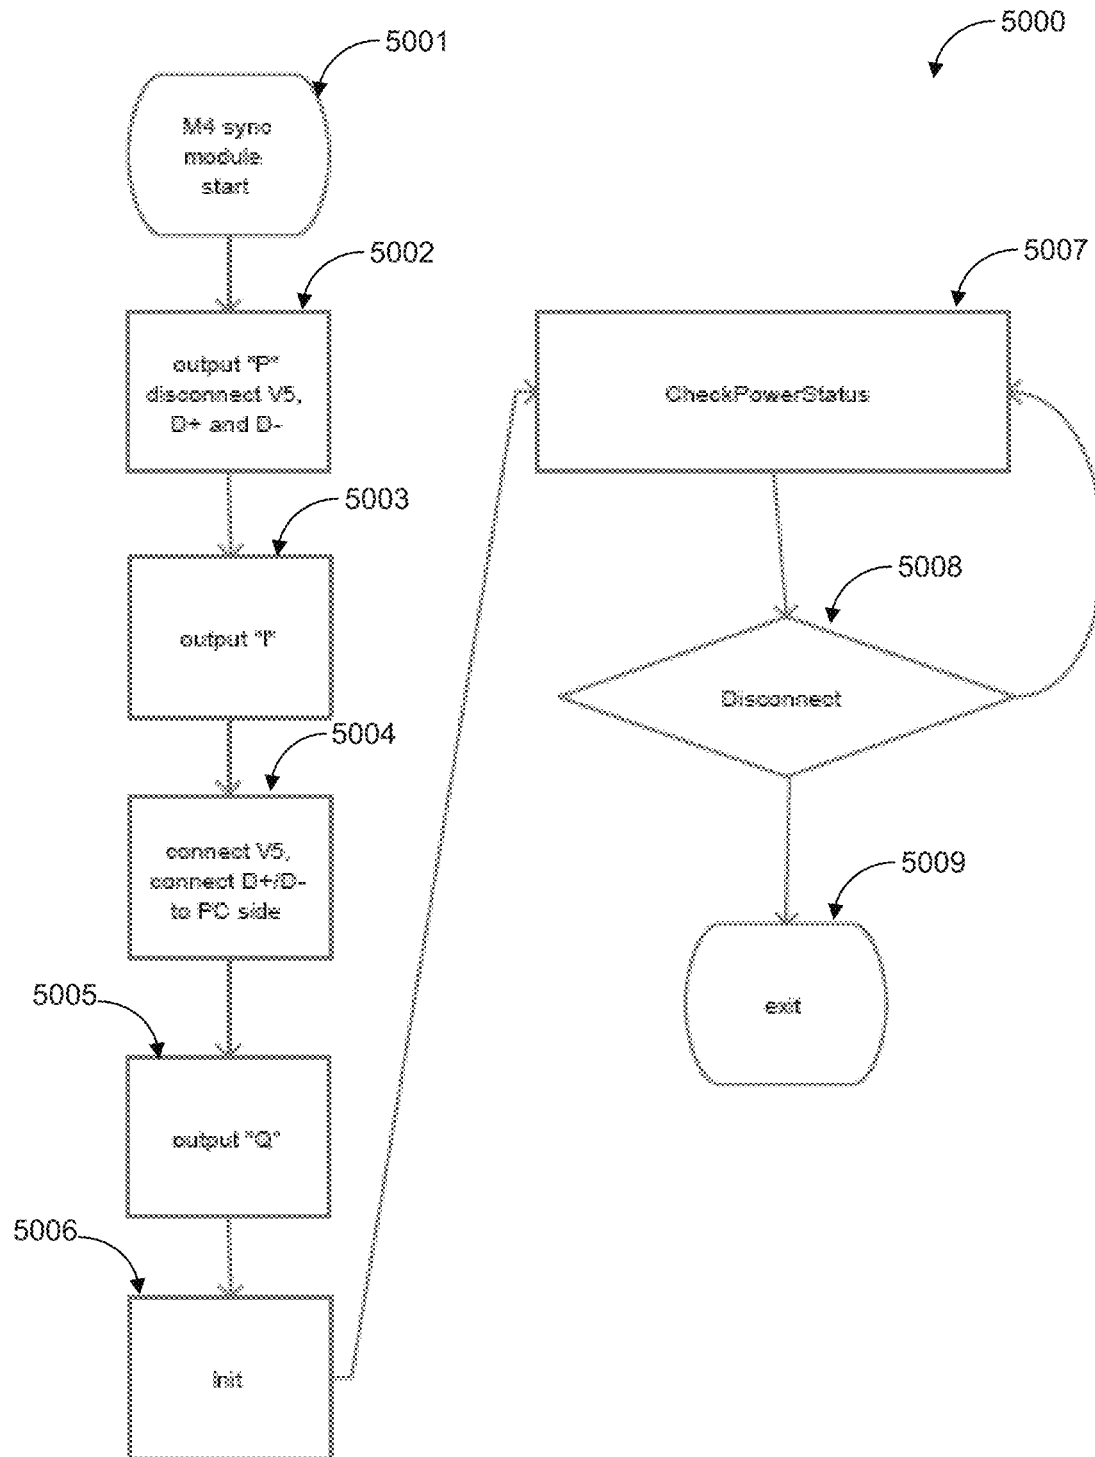 5000
5001
M4 sync
module
start
5002
output "P"
disconnect V5,
D+ and D-
5003
output "I"
5004
connect V5,
connect D+/D-
to PC side
5005
output "Q"
5006
Init
5007
CheckPowerStatus
5008
Disconnect
5009
exit